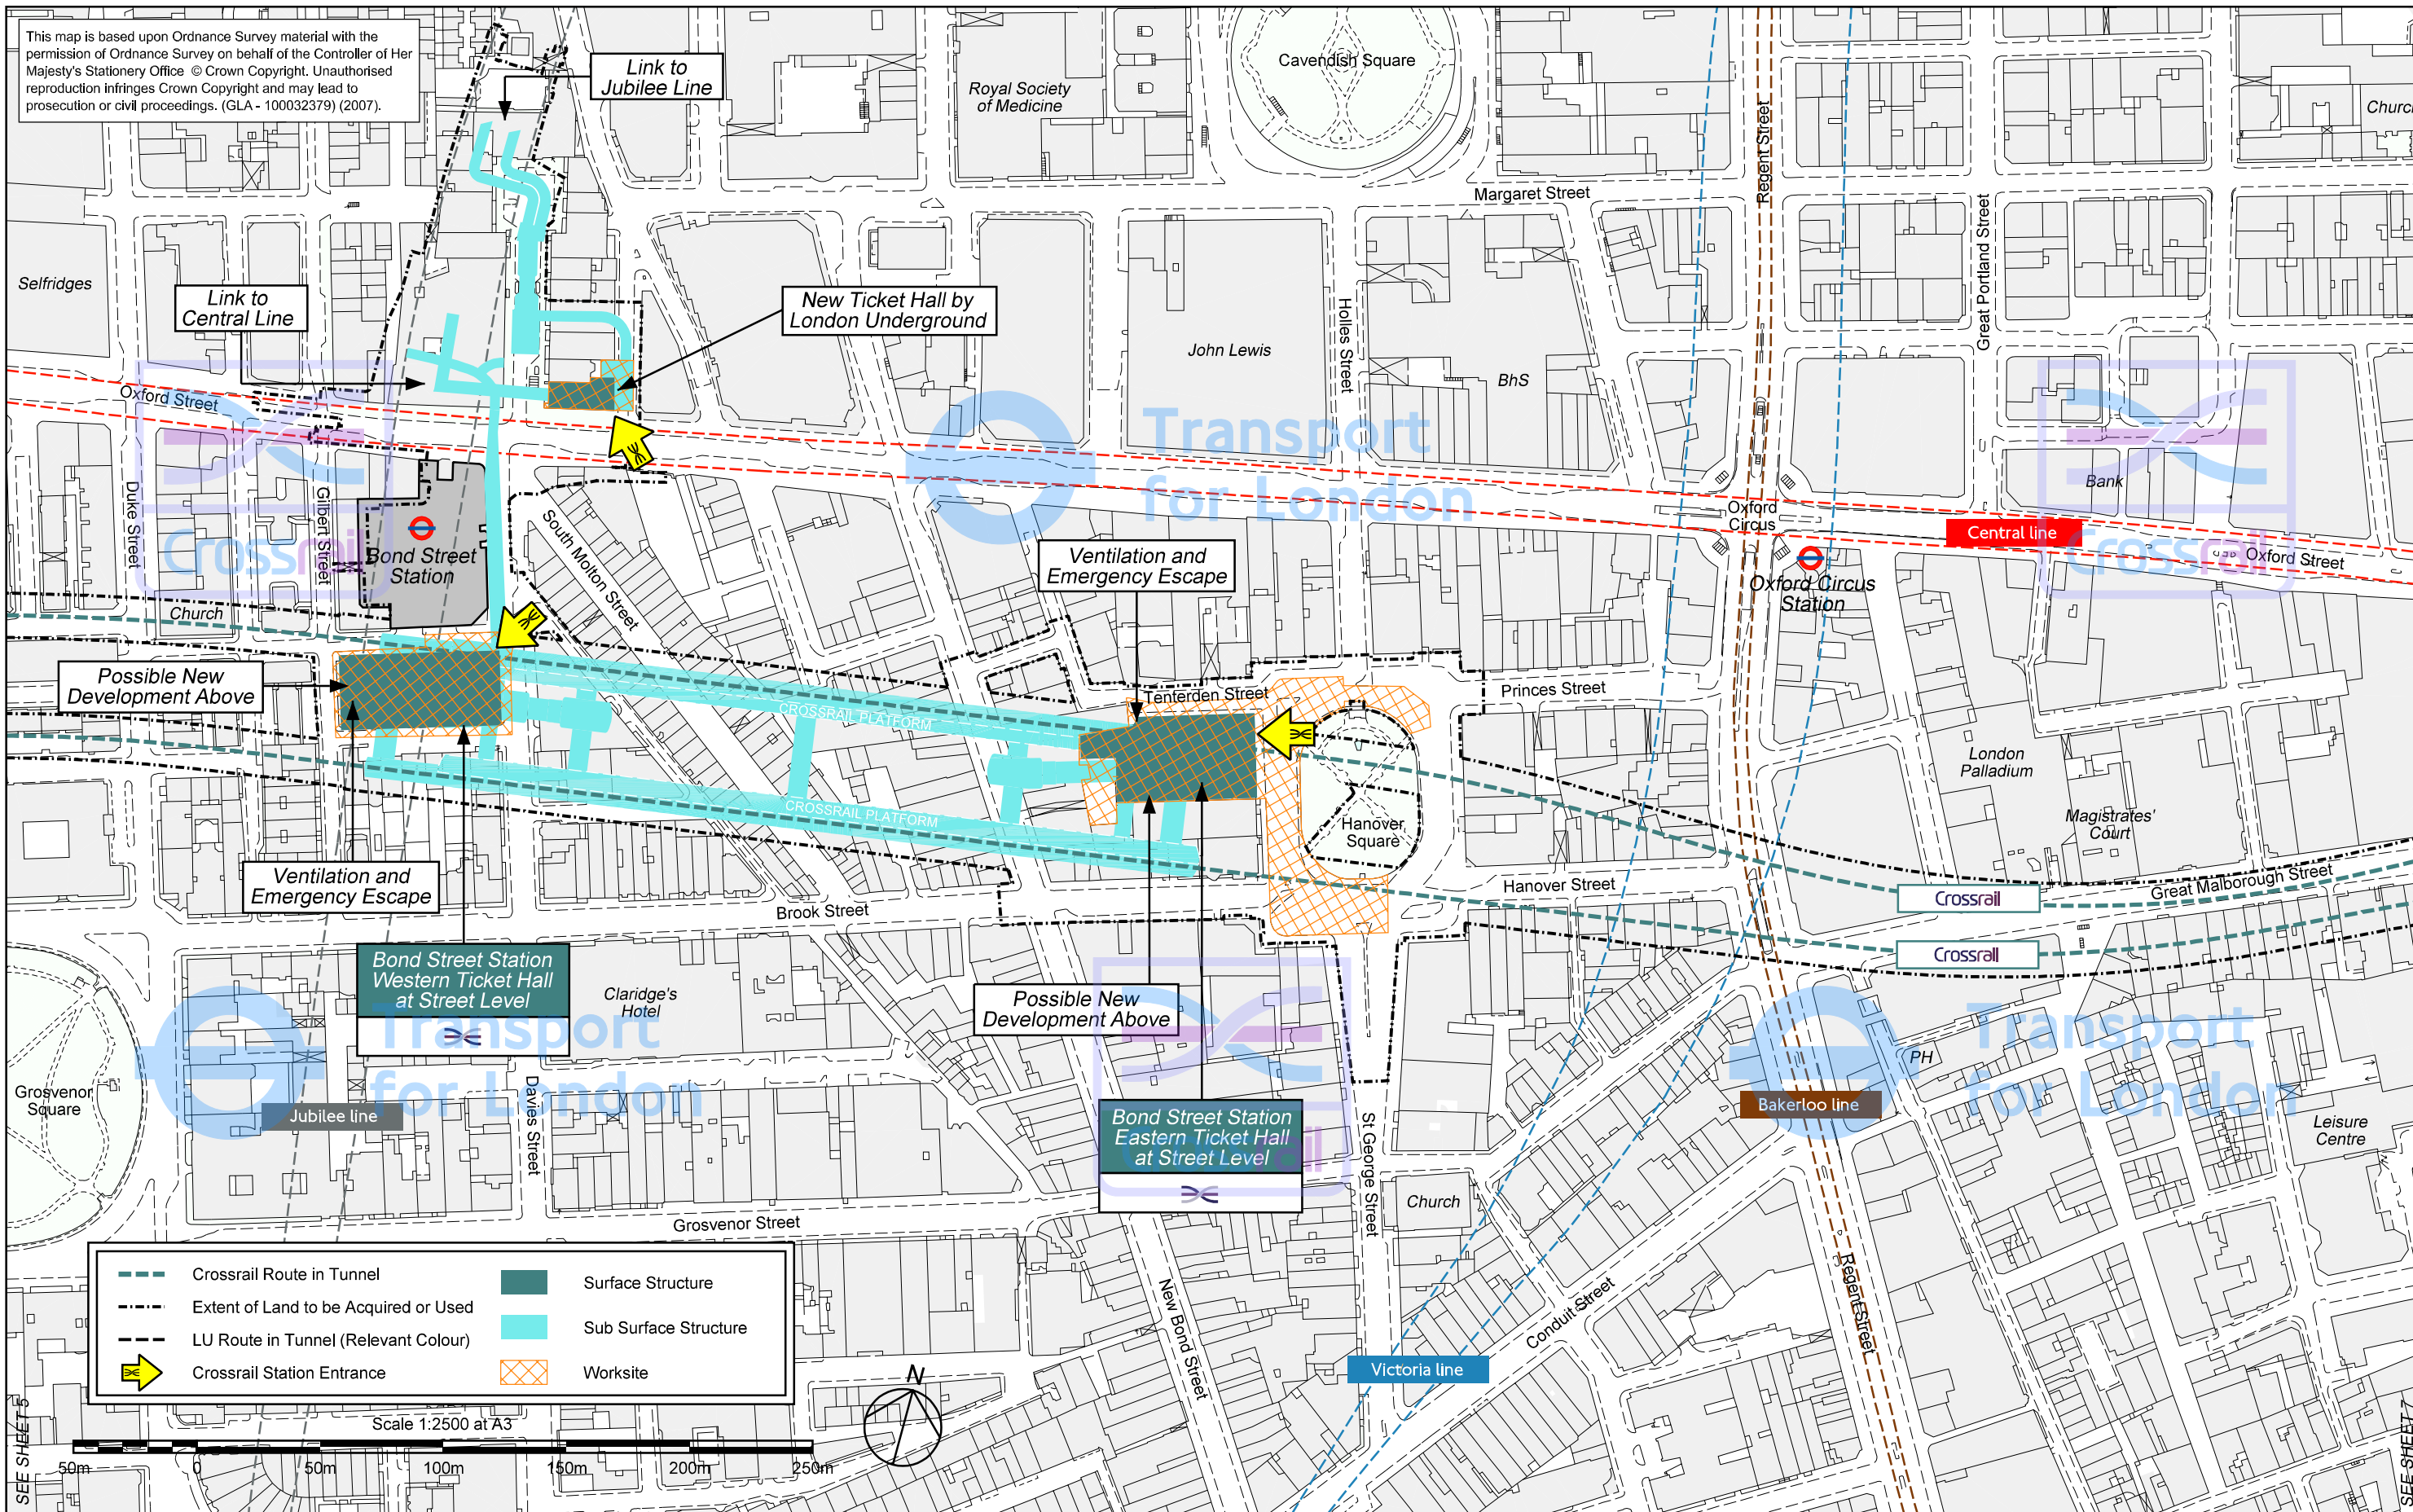 This map is based upon Ordnance Survey material with the
permission of Ordnance Survey on behalf of the Controller of Her
Majesty's Stationery Office © Crown Copyright. Unauthorised
reproduction infringes Crown Copyright and may lead to
prosecution or civil proceedings. (GLA - 100032379) (2007).
Link to
Jubilee Line
Royal Society
of Medicine
Cavendish Square
Church
Regent Street
Margaret Street
Great Portland Street
Selfridges
Link to
Central Line
New Ticket Hall by
London Underground
Holles Street
John Lewis
BhS
Oxford Street
Transport
for London
Duke Street
Gilbert Street
Crossrail
Bond Street
Station
South Molton Street
Bank
Oxford
Circus
Central line
Crossrail
Oxford Street
Ventilation and
Emergency Escape
Oxford Circus
Station
Church
Possible New
Development Above
Tenterden Street
Princes Street
CROSSRAIL PLATFORM
CROSSRAIL PLATFORM
London
Palladium
Magistrates'
Court
Hanover
Square
Ventilation and
Emergency Escape
Hanover Street
Great Malborough Street
Crossrail
Brook Street
Crossrail
Bond Street Station
Western Ticket Hall
at Street Level
Claridge's
Hotel
Possible New
Development Above
Transport
for London
PH
Transport
for London
Grosvenor
Square
Jubilee line
Davies Street
Bakerloo line
Bond Street Station
Eastern Ticket Hall
at Street Level
Crossrail
St George Street
Leisure
Centre
Church
Grosvenor Street
Crossrail Route in Tunnel
Extent of Land to be Acquired or Used
LU Route in Tunnel (Relevant Colour)
Crossrail Station Entrance
Surface Structure
Sub Surface Structure
Worksite
New Bond Street
Conduit Street
Regent Street
Victoria line
N
Scale 1:2500 at A3
50m
0
50m
100m
150m
200m
250m
SEE SHEET 5
SEE SHEET 7